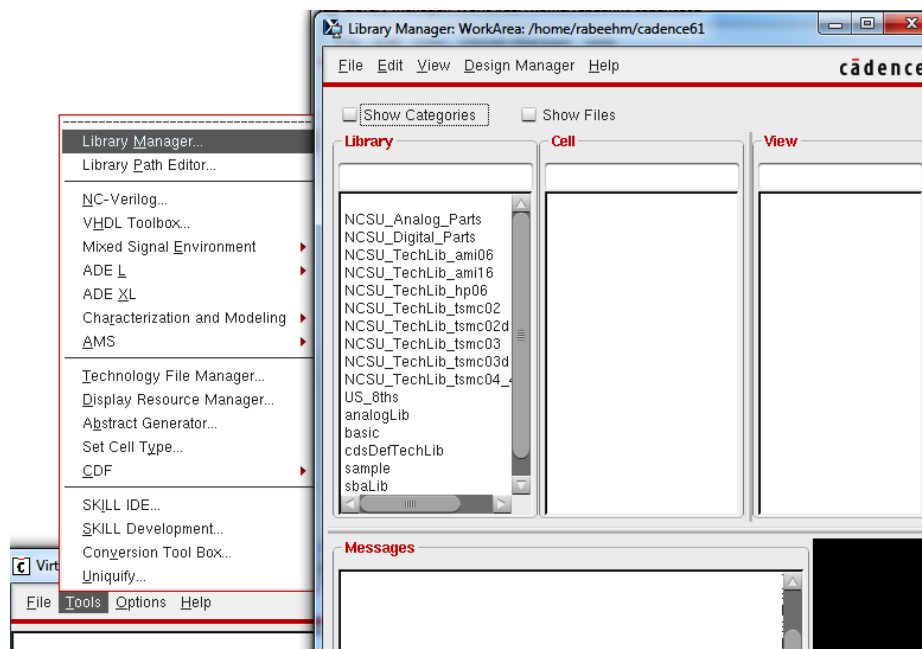 Library Manager: WorkArea: /home/rabeehm/cadence61
File Edit View Design Manager Help
cādence
Show Categories Show Files
Library Cell View
NCSU_Analog_Parts
NCSU_Digital_Parts
NCSU_TechLib_ami06
NCSU_TechLib_ami16
NCSU_TechLib_hp06
NCSU_TechLib_tsmc02
NCSU_TechLib_tsmc02d
NCSU_TechLib_tsmc03
NCSU_TechLib_tsmc03d
NCSU_TechLib_tsmc04_4
US_8ths
analogLib
basic
cdsDefTechLib
sample
sbaLib
Messages
Library Manager...
Library Path Editor...
NC-Verilog...
VHDL Toolbox...
Mixed Signal Environment
ADE L
ADE XL
Characterization and Modeling
AMS
Technology File Manager...
Display Resource Manager...
Abstract Generator...
Set Cell Type...
CDF
SKILL IDE...
SKILL Development...
Conversion Tool Box...
Uniquify...
Virt
File Tools Options Help